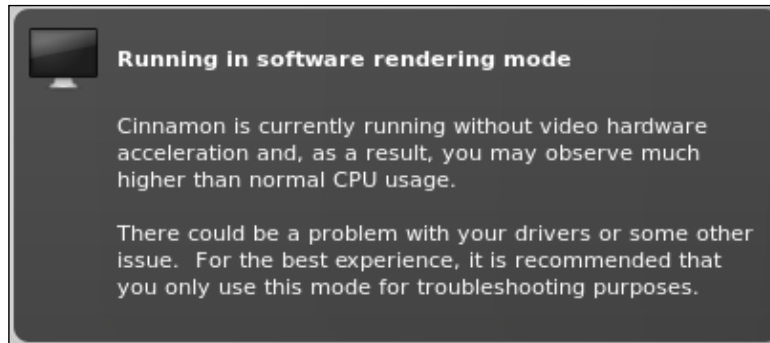 Running in software rendering mode
Cinnamon is currently running without video hardware
acceleration and, as a result, you may observe much
higher than normal CPU usage.
There could be a problem with your drivers or some other
issue.  For the best experience, it is recommended that
you only use this mode for troubleshooting purposes.